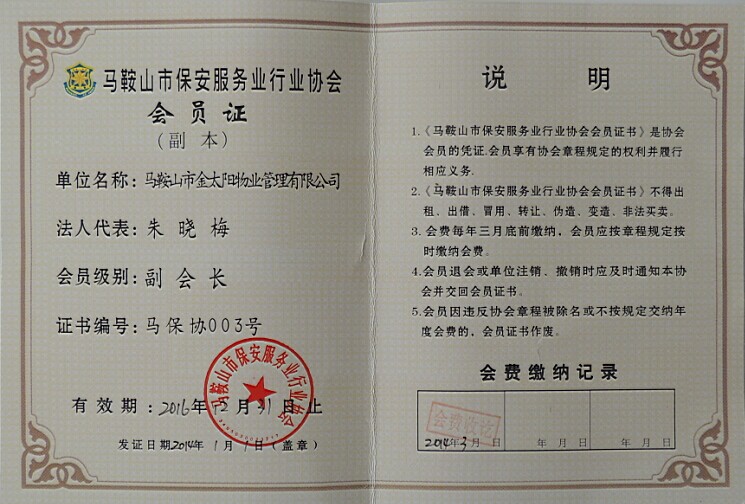 马鞍山市保安服务业行业协会
会员证
（副 本）
单位名称：马鞍山市金太阳物业管理有限公司
法人代表：朱晓梅
会员级别：副会长
证书编号：马保协003号
马鞍山市保安服务业行业协会
有效期：2016年12月31日止
发证日期2014年1月1日（盖章）
说 明
1.《马鞍山市保安服务业行业协会会员证书》是协会
会员的凭证.会员享有协会章程规定的权利并履行
相应义务.
2.《马鞍山市保安服务业行业协会会员证书》不得出
租、出借、冒用、转让、伪造、变造、非法买卖。
3.会费每年三月底前缴纳，会员应按章程规定按
时缴纳会费。
4.会员退会或单位注销、撤销时应及时通知本协
会并交回会员证书。
5.会员因违反协会章程被除名或不按规定交纳年
度会费的，会员证书作废。
会费缴纳记录
会费收讫
2014年3月 日 年 月 日 年 月 日